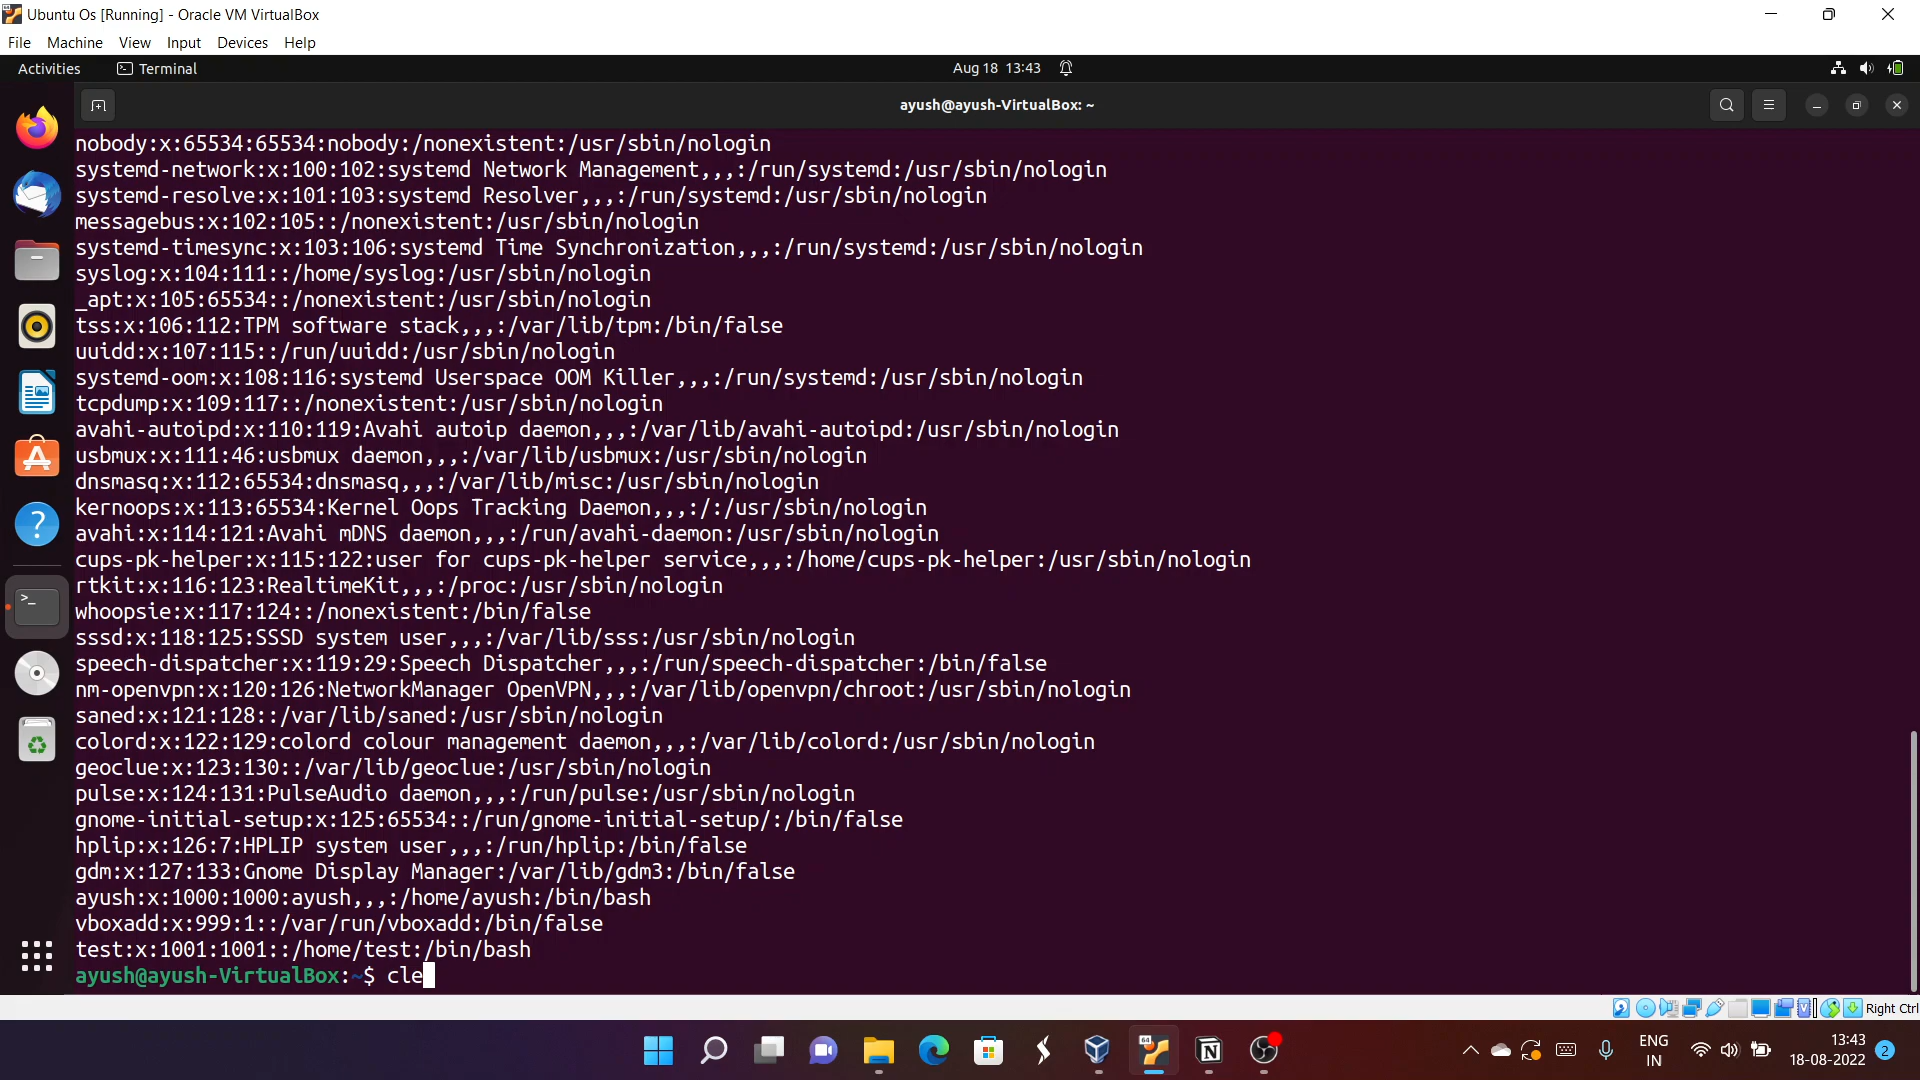 Ubuntu Os [Running] - Oracle VM VirtualBox
File Machine View Input Devices Help
Activities Terminal Aug 18 13:43
ayush@ayush-VirtualBox: ~
nobody:x:65534:65534:nobody:/nonexistent:/usr/sbin/nologin
systemd-network:x:100:102:systemd Network Management,,,:/run/systemd:/usr/sbin/nologin
systemd-resolve:x:101:103:systemd Resolver,,,:/run/systemd:/usr/sbin/nologin
messagebus:x:102:105::/nonexistent:/usr/sbin/nologin
systemd-timesync:x:103:106:systemd Time Synchronization,,,:/run/systemd:/usr/sbin/nologin
syslog:x:104:111::/home/syslog:/usr/sbin/nologin
_apt:x:105:65534::/nonexistent:/usr/sbin/nologin
tss:x:106:112:TPM software stack,,,:/var/lib/tpm:/bin/false
uuidd:x:107:115::/run/uuidd:/usr/sbin/nologin
systemd-oom:x:108:116:systemd Userspace OOM Killer,,,:/run/systemd:/usr/sbin/nologin
tcpdump:x:109:117::/nonexistent:/usr/sbin/nologin
avahi-autoipd:x:110:119:Avahi autoip daemon,,,:/var/lib/avahi-autoipd:/usr/sbin/nologin
usbmux:x:111:46:usbmux daemon,,,:/var/lib/usbmux:/usr/sbin/nologin
dnsmasq:x:112:65534:dnsmasq,,,:/var/lib/misc:/usr/sbin/nologin
kernoops:x:113:65534:Kernel Oops Tracking Daemon,,,:/:/usr/sbin/nologin
avahi:x:114:121:Avahi mDNS daemon,,,:/run/avahi-daemon:/usr/sbin/nologin
cups-pk-helper:x:115:122:user for cups-pk-helper service,,,:/home/cups-pk-helper:/usr/sbin/nologin
rtkit:x:116:123:RealtimeKit,,,:/proc:/usr/sbin/nologin
whoopsie:x:117:124::/nonexistent:/bin/false
sssd:x:118:125:SSSD system user,,,:/var/lib/sss:/usr/sbin/nologin
speech-dispatcher:x:119:29:Speech Dispatcher,,,:/run/speech-dispatcher:/bin/false
nm-openvpn:x:120:126:NetworkManager OpenVPN,,,:/var/lib/openvpn/chroot:/usr/sbin/nologin
saned:x:121:128::/var/lib/saned:/usr/sbin/nologin
colord:x:122:129:colord colour management daemon,,,:/var/lib/colord:/usr/sbin/nologin
geoclue:x:123:130::/var/lib/geoclue:/usr/sbin/nologin
pulse:x:124:131:PulseAudio daemon,,,:/run/pulse:/usr/sbin/nologin
gnome-initial-setup:x:125:65534::/run/gnome-initial-setup/:/bin/false
hplip:x:126:7:HPLIP system user,,,:/run/hplip:/bin/false
gdm:x:127:133:Gnome Display Manager:/var/lib/gdm3:/bin/false
ayush:x:1000:1000:ayush,,,:/home/ayush:/bin/bash
vboxadd:x:999:1::/var/run/vboxadd:/bin/false
test:x:1001:1001::/home/test:/bin/bash
ayush@ayush-VirtualBox:~$ cle
Right Ctrl
ENG 13:43
IN 18-08-2022 2